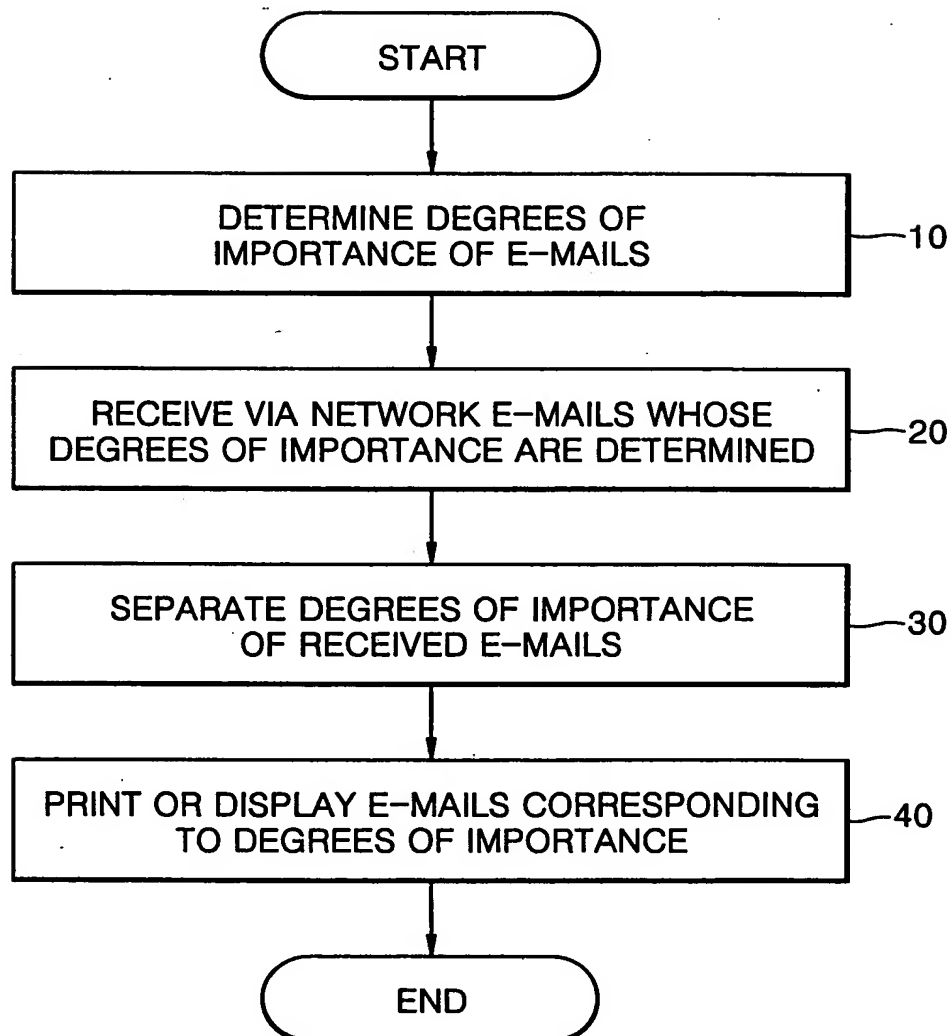 START
DETERMINE DEGREES OF
IMPORTANCE OF E-MAILS
10
RECEIVE VIA NETWORK E-MAILS WHOSE
DEGREES OF IMPORTANCE ARE DETERMINED
20
SEPARATE DEGREES OF IMPORTANCE
OF RECEIVED E-MAILS
30
PRINT OR DISPLAY E-MAILS CORRESPONDING
TO DEGREES OF IMPORTANCE
40
END